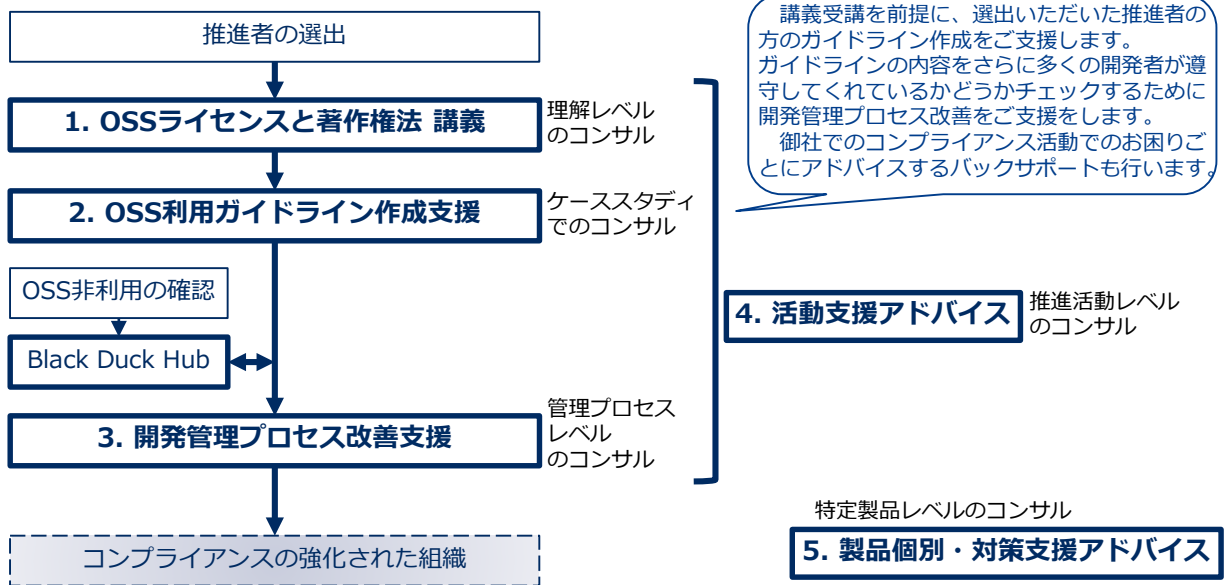 推進者の選出
1. OSSライセンスと著作権法 講義
理解レベル
のコンサル
2. OSS利用ガイドライン作成支援
ケーススタディ
でのコンサル
OSS非利用の確認
Black Duck Hub
3. 開発管理プロセス改善支援
管理プロセス
レベル
のコンサル
コンプライアンスの強化された組織
講義受講を前提に、選出いただいた推進者の
方のガイドライン作成をご支援します。
ガイドラインの内容をさらに多くの開発者が遵
守してくれているかどうかチェックするために
開発管理プロセス改善をご支援をします。
御社でのコンプライアンス活動でのお困りご
とにアドバイスするバックサポートも行います。
4. 活動支援アドバイス
推進活動レベル
のコンサル
特定製品レベルのコンサル
5. 製品個別・対策支援アドバイス